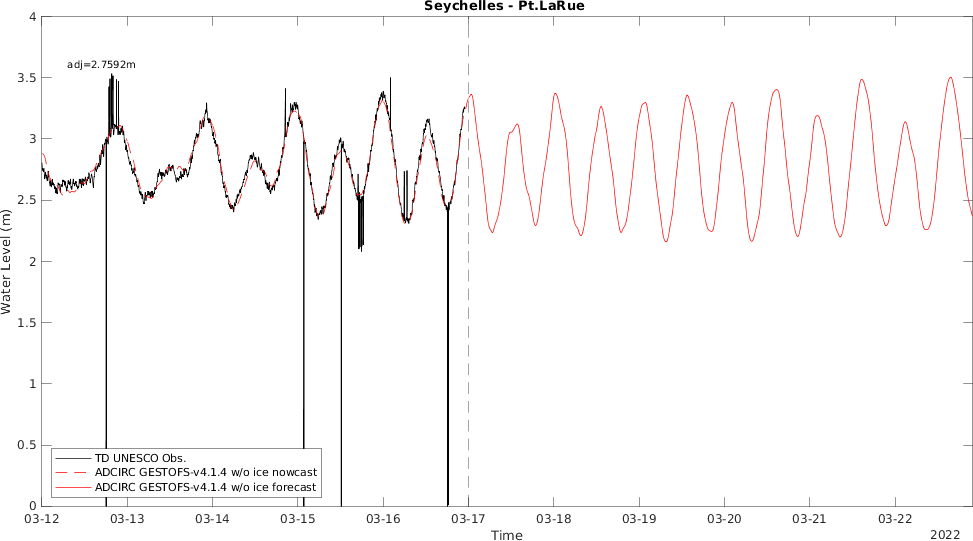 Seychelles - Pt.LaRue
4
3.5
3
2.5
2
1.5
1
0.5
0
Water Level (m)
adj=2.7592m
TD UNESCO Obs.
ADCIRC GESTOFS-v4.1.4 w/o ice nowcast
ADCIRC GESTOFS-v4.1.4 w/o ice forecast
03-12 03-13 03-14 03-15 03-16 03-17 03-18 03-19 03-20 03-21 03-22
Time
2022